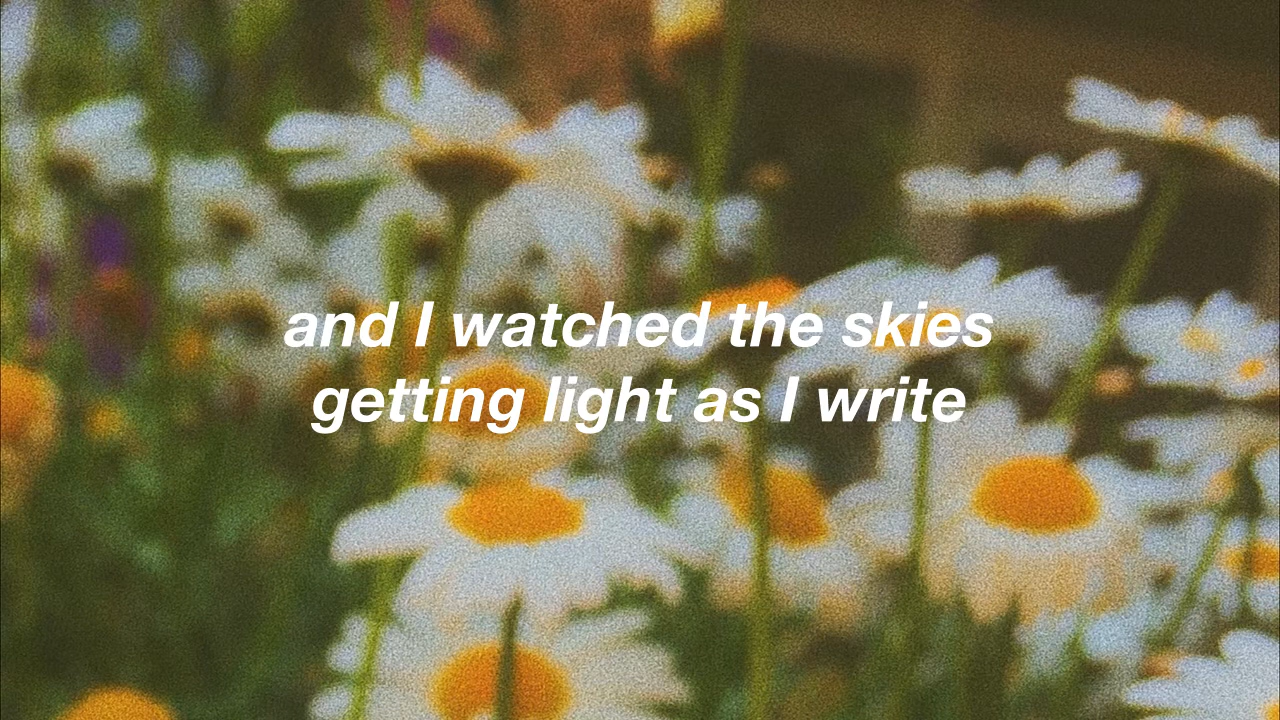 and I watched the skies
getting light as I write